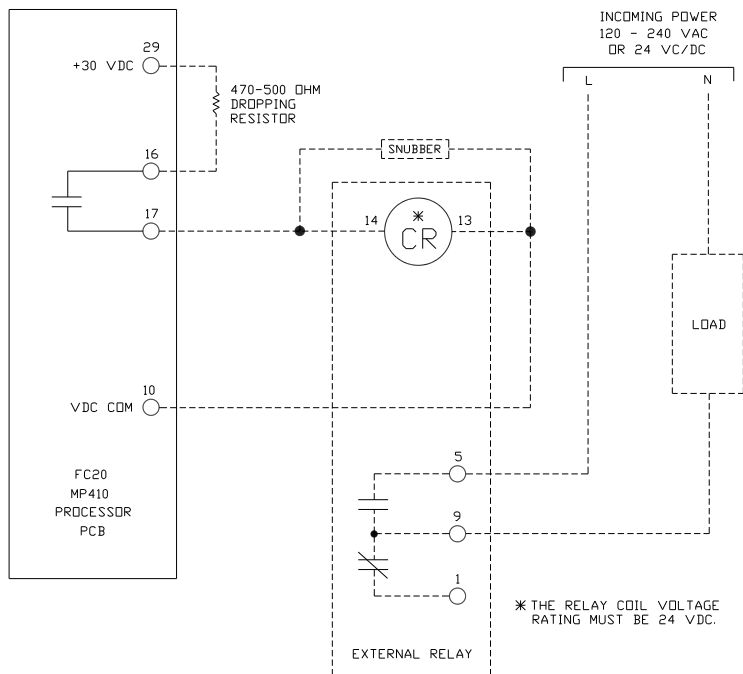 INCOMING POWER
120 - 240 VAC
OR 24 VC/DC
L
N
29
+30 VDC
470-500 OHM
DROPPING
RESISTOR
16
17
SNUBBER
14
*
CR
13
LOAD
10
VDC COM
FC20
MP410
PROCESSOR
PCB
5
9
1
* THE RELAY COIL VOLTAGE
RATING MUST BE 24 VDC.
EXTERNAL RELAY